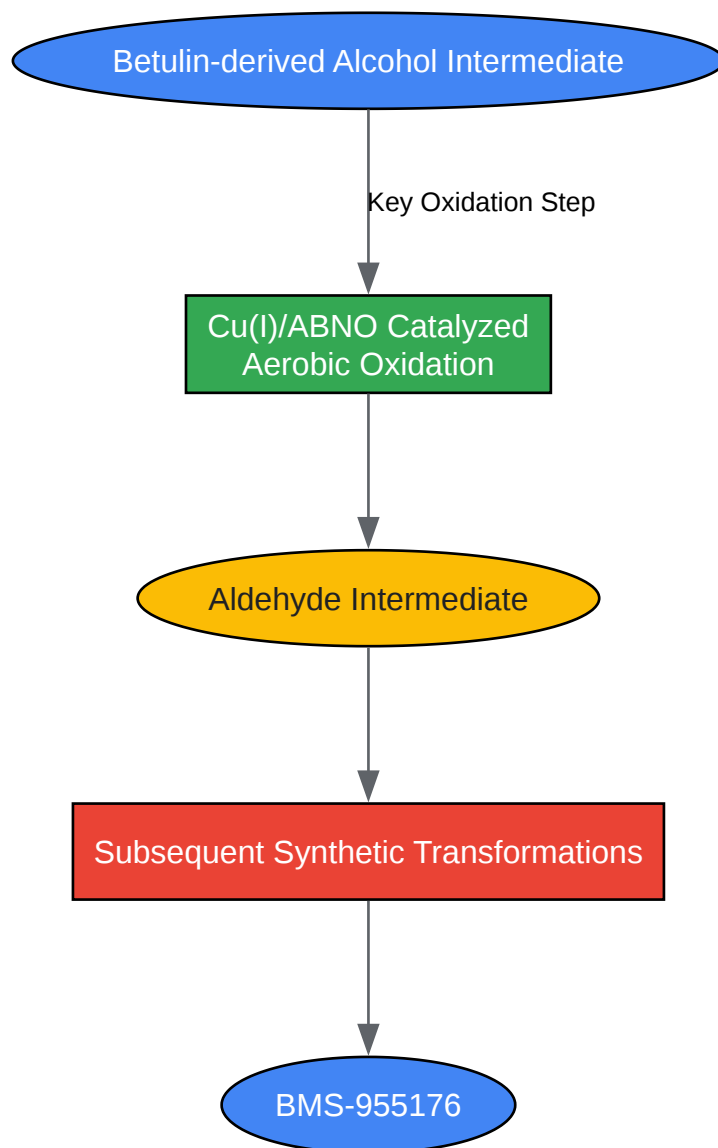 Betulin-derived Alcohol Intermediate
Key Oxidation Step
Cu(I)/ABNO Catalyzed
Aerobic Oxidation
Aldehyde Intermediate
Subsequent Synthetic Transformations
BMS-955176